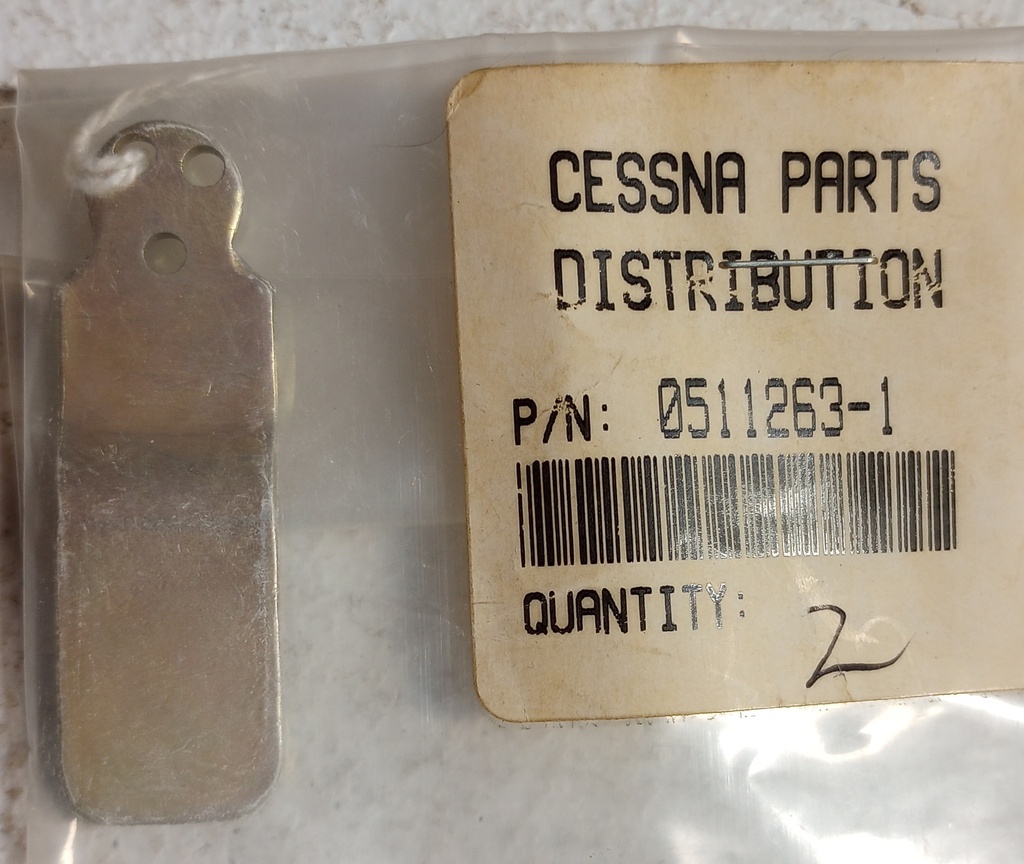 CESSNA PARTS
DISTRIBUTION
P/N: 0511263-1
QUANTITY: 2